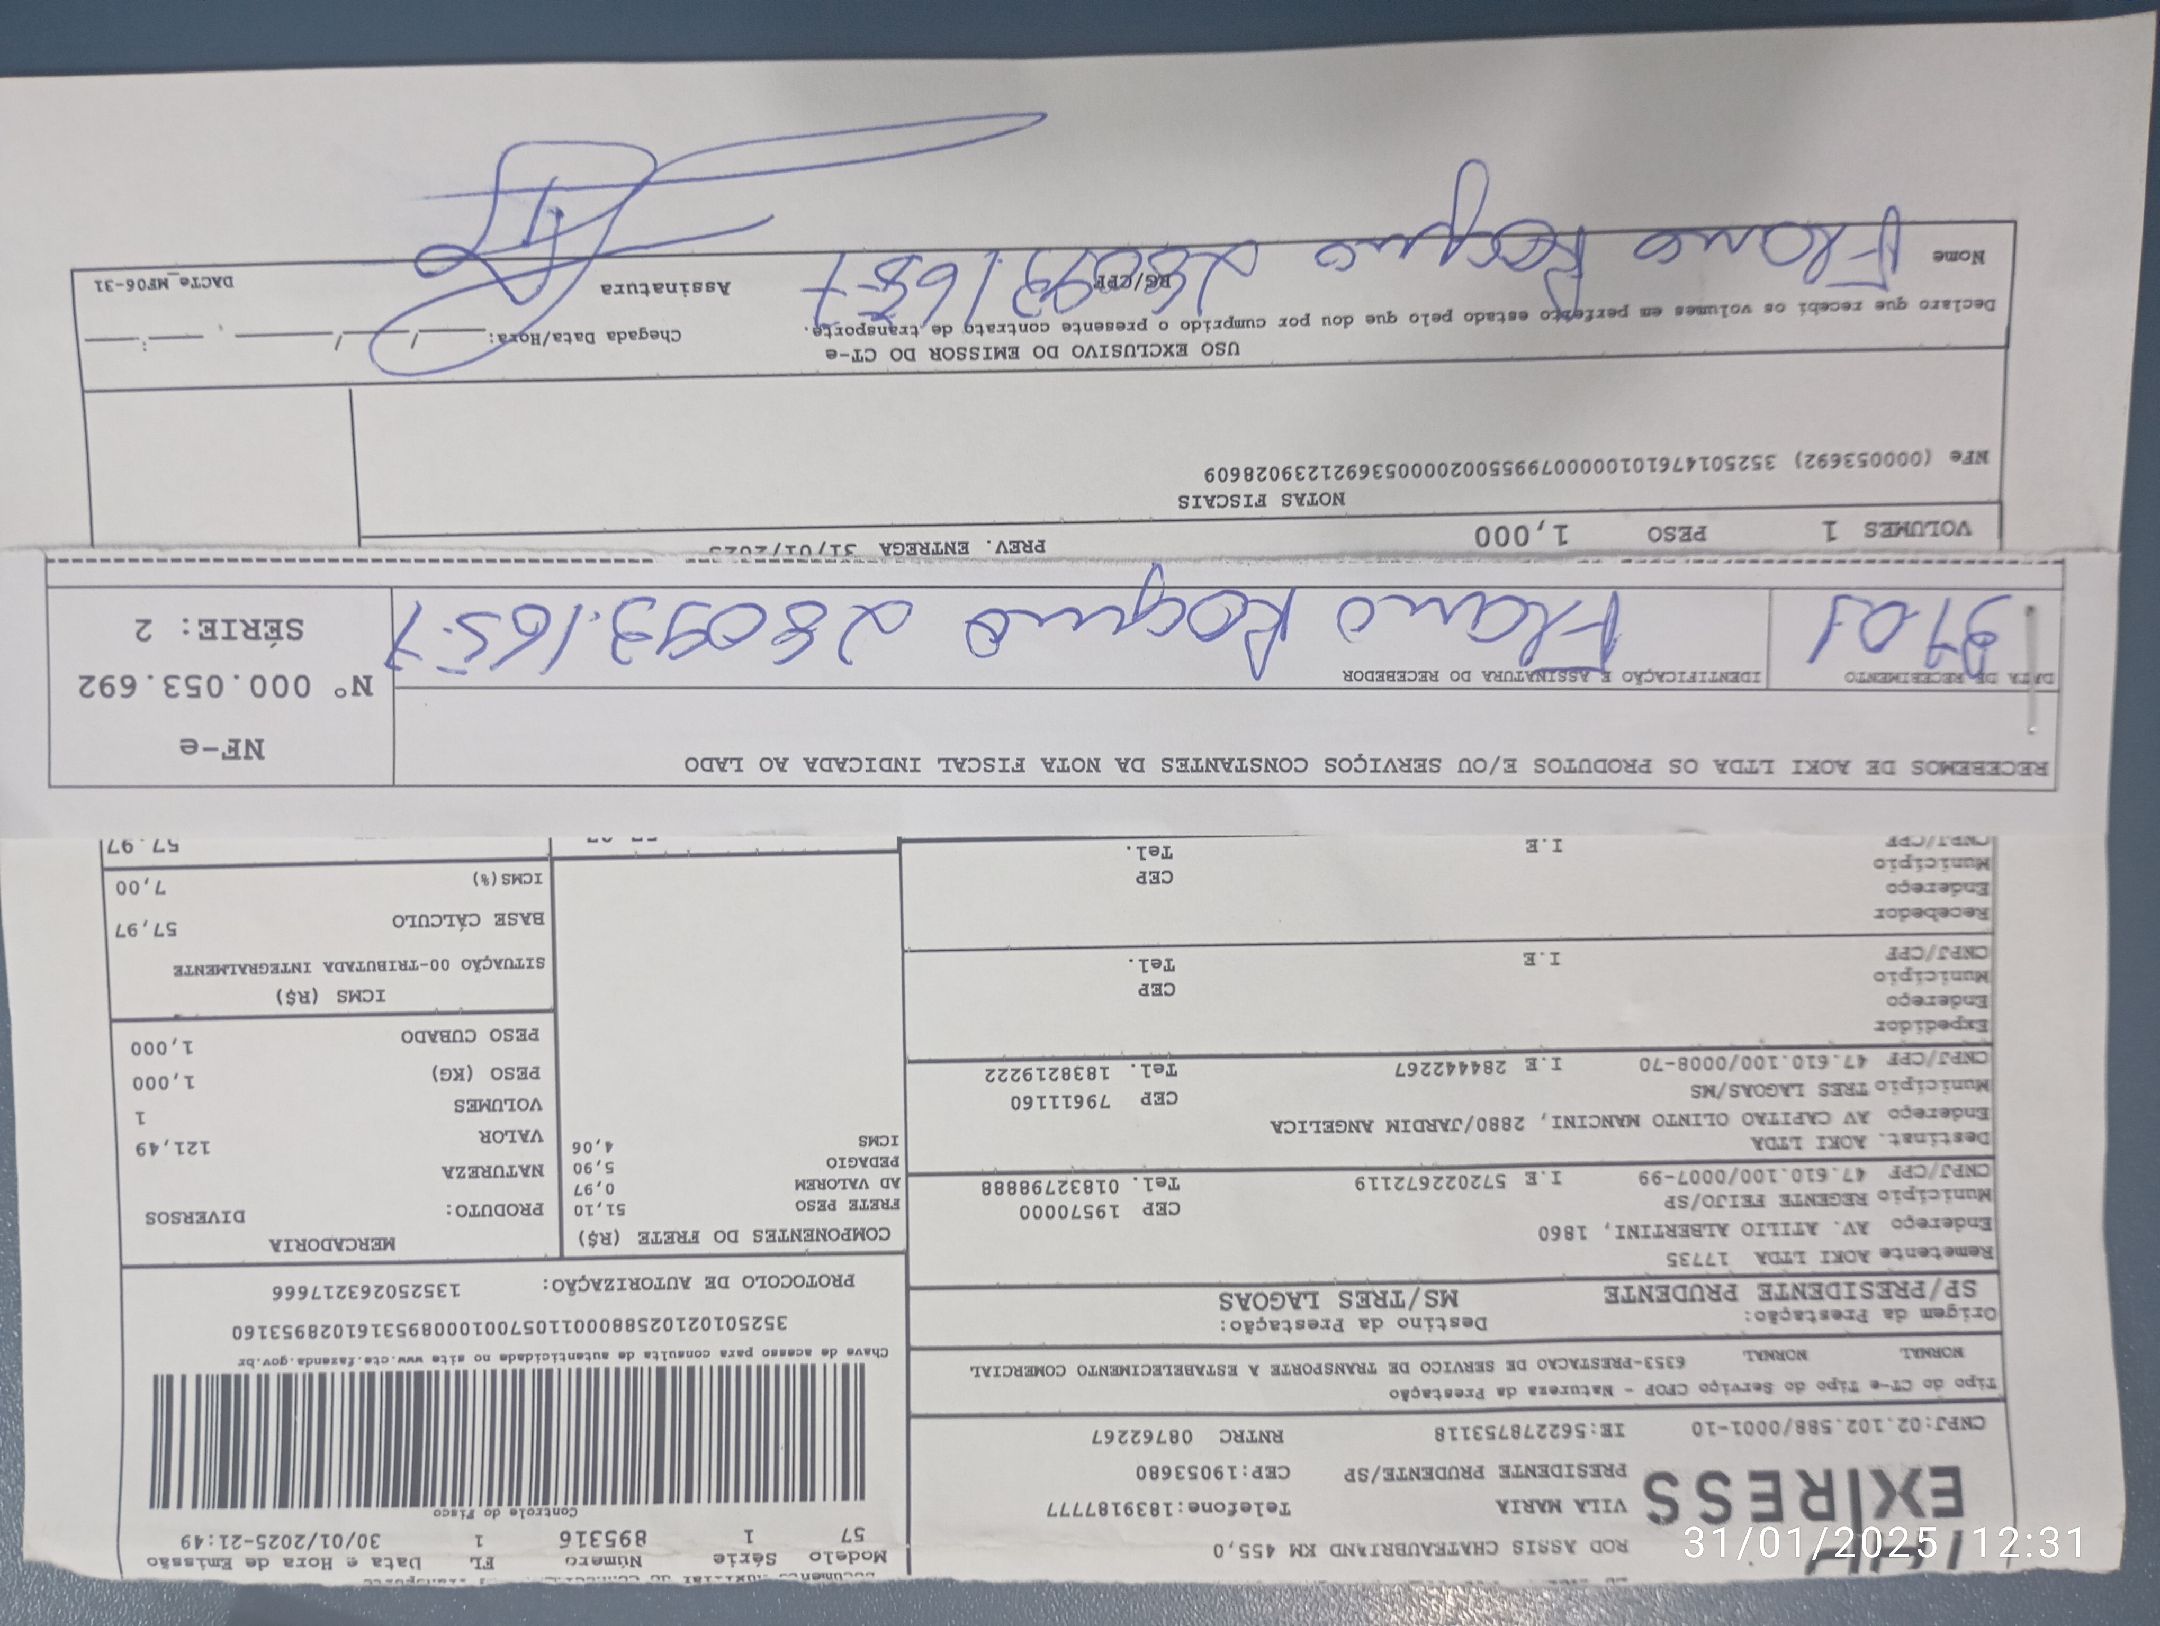 31/01/2025 12:31
EXPRESS
ROD ASSIS CHATEAUBRIAND KM 455,0
VILA MARIA Telefone:1839187777
PRESIDENTE PRUDENTE/SP CEP:19053680
CNPJ:02.102.588/0001-10 IE:562278753118 RNTRC 08762267
Modelo Série Número FL Data e Hora de Emissão
57 1 895316 1 30/01/2025-21:49
Controle do Fisco
Chave de acesso para consulta de autenticidade no site www.cte.fazenda.gov.br
35250102102588000110570010008953161028953160
PROTOCOLO DE AUTORIZAÇÃO: 135250263217666
Tipo do CT-e Tipo do Serviço CFOP - Natureza da Prestação
NORMAL NORMAL 6353-PRESTACAO DE SERVICO DE TRANSPORTE A ESTABELECIMENTO COMERCIAL
Origem da Prestação: Destino da Prestação:
SP/PRESIDENTE PRUDENTE MS/TRES LAGOAS
Remetente AOKI LTDA 17735
Endereço AV. ATILIO ALBERTINI, 1860
Município REGENTE FEIJO/SP CEP 19570000
CNPJ/CPF 47.610.100/0007-99 I.E 572022672119 Tel. 01832798888
Destinat. AOKI LTDA
Endereço AV CAPITAO OLINTO MANCINI, 2880/JARDIM ANGELICA
Município TRES LAGOAS/MS CEP 79611160
CNPJ/CPF 47.610.100/0008-70 I.E 284442267 Tel. 1838219222
Expedidor
Endereço
Município CEP
CNPJ/CPF I.E Tel.
Recebedor
Endereço
Município CEP
CNPJ/CPF I.E Tel.
COMPONENTES DO FRETE (R$)
FRETE PESO 51,10
AD VALOREM 0,97
PEDAGIO 5,90
ICMS 4,06
MERCADORIA
PRODUTO: DIVERSOS
NATUREZA
VALOR 121,49
VOLUMES 1
PESO (KG) 1,000
PESO CUBADO 1,000
ICMS (R$)
SITUAÇÃO 00-TRIBUTADA INTEGRALMENTE
BASE CÁLCULO 57,97
ICMS(%) 7,00
57.97
RECEBEMOS DE AOKI LTDA OS PRODUTOS E/OU SERVIÇOS CONSTANTES DA NOTA FISCAL INDICADA AO LADO
NF-e
Nº 000.053.692
SÉRIE: 2
DATA DE RECEBIMENTO IDENTIFICAÇÃO E ASSINATURA DO RECEBEDOR
31.01 Roque 28093.165-7
VOLUMES 1 PESO 1,000 PREV. ENTREGA 31/01/2025
NOTAS FISCAIS
NFe (000053692) 35250147610100000799550020000536921239028609
USO EXCLUSIVO DO EMISSOR DO CT-e
Declaro que recebi os volumes em perfeito estado pelo que dou por cumprido o presente contrato de transporte.
Chegada Data/Hora: / / :
Nome Roque RG/CPF 28093165-7 Assinatura
DACTe_MF06-31